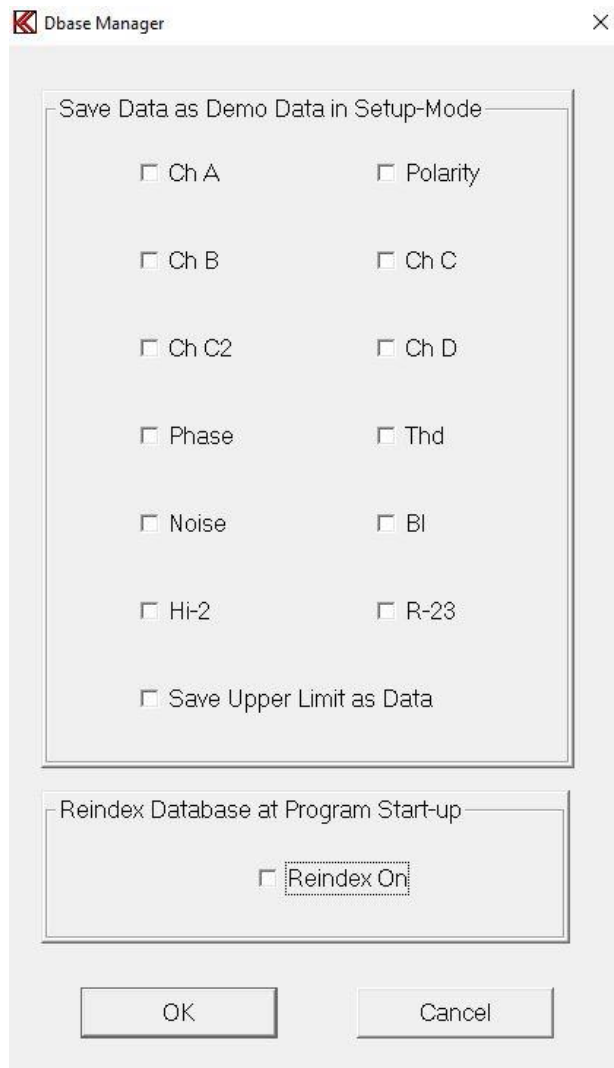 Dbase Manager
Save Data as Demo Data in Setup-Mode
Ch A Polarity
Ch B Ch C
Ch C2 Ch D
Phase Thd
Noise Bl
Hi-2 R-23
Save Upper Limit as Data
Reindex Database at Program Start-up
Reindex On
OK Cancel